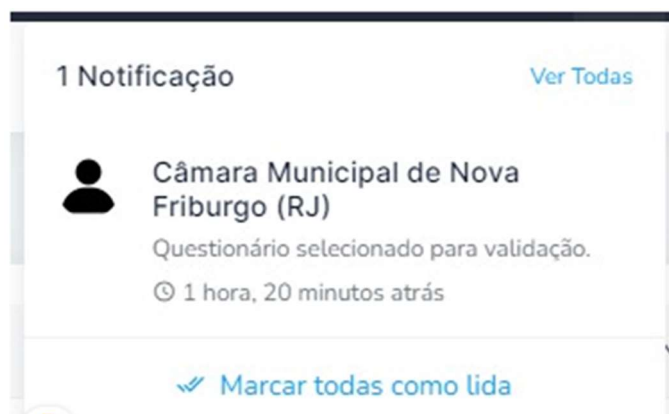 1 Notificação
Ver Todas
Câmara Municipal de Nova
Friburgo (RJ)
Questionário selecionado para validação.
1 hora, 20 minutos atrás
Marcar todas como lida